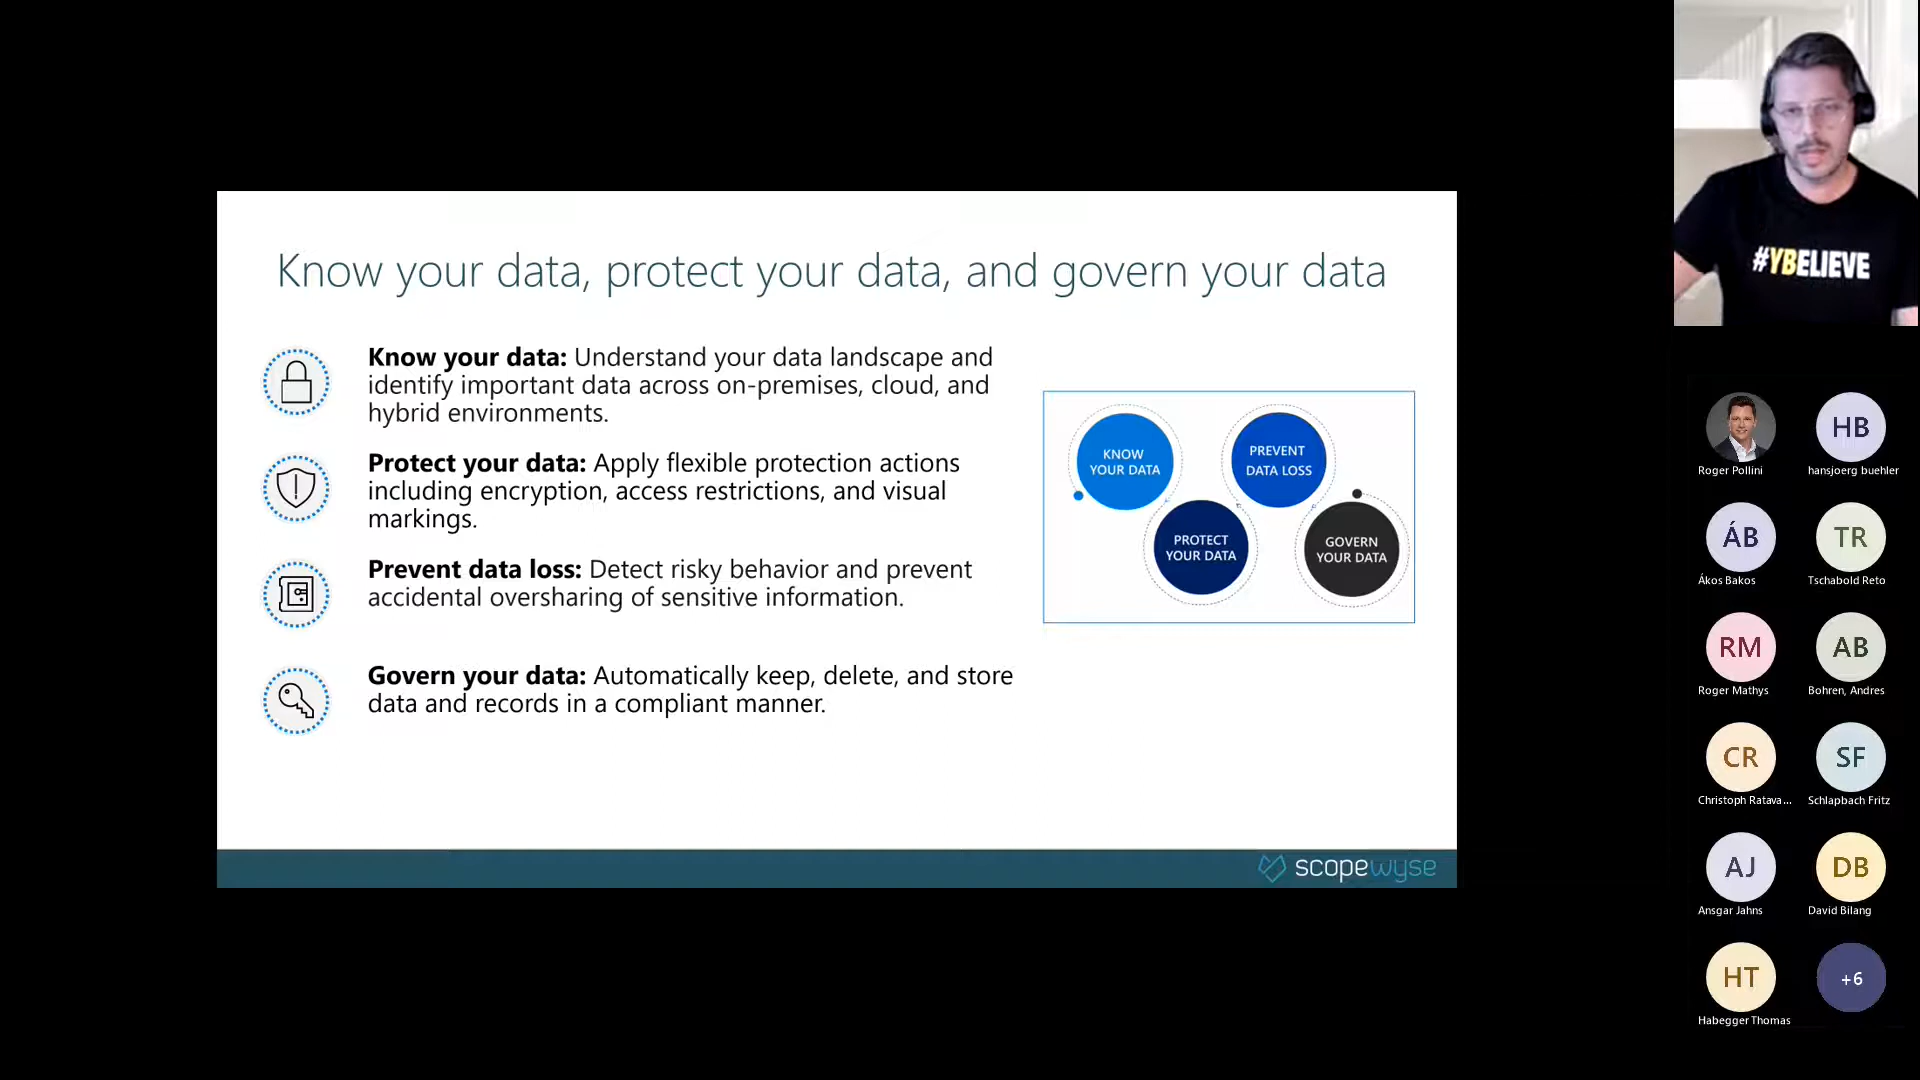 Know your data, protect your data, and govern your data
Know your data: Understand your data landscape and
identify important data across on-premises, cloud, and
hybrid environments.
Protect your data: Apply flexible protection actions
including encryption, access restrictions, and visual
markings.
Prevent data loss: Detect risky behavior and prevent
accidental oversharing of sensitive information.
Govern your data: Automatically keep, delete, and store
data and records in a compliant manner.
KNOW
YOUR DATA
PREVENT
DATA LOSS
PROTECT
YOUR DATA
GOVERN
YOUR DATA
scopewyse
#YBELIEVE
Roger Pollini
HB
hansjoerg buehler
ÁB
Ákos Bakos
TR
Tschabold Reto
RM
Roger Mathys
AB
Bohren, Andres
CR
Christoph Ratava...
SF
Schlapbach Fritz
AJ
Ansgar Jahns
DB
David Bilang
HT
Habegger Thomas
+6